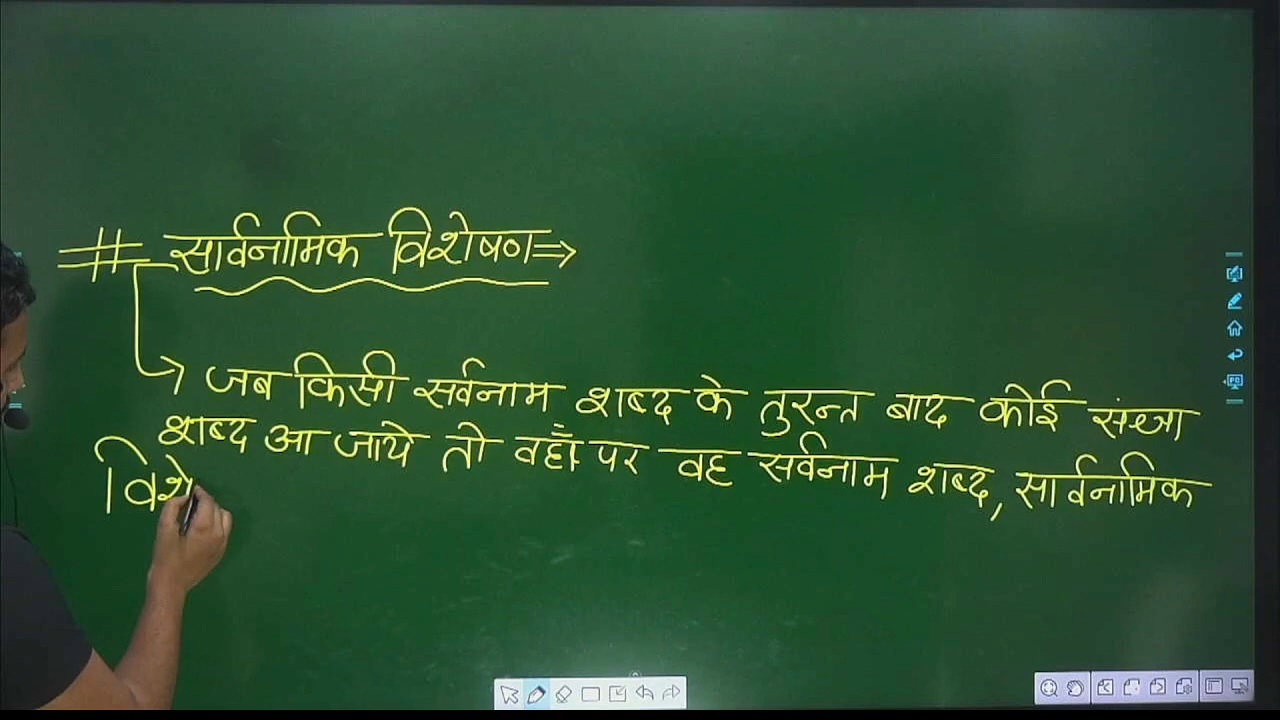 # सार्वनामिक विशेषण ⇒
→ जब किसी सर्वनाम शब्द के तुरन्त बाद कोई संज्ञा
शब्द आ जाये तो वहाँ पर वह सर्वनाम शब्द, सार्वनामिक
विशे